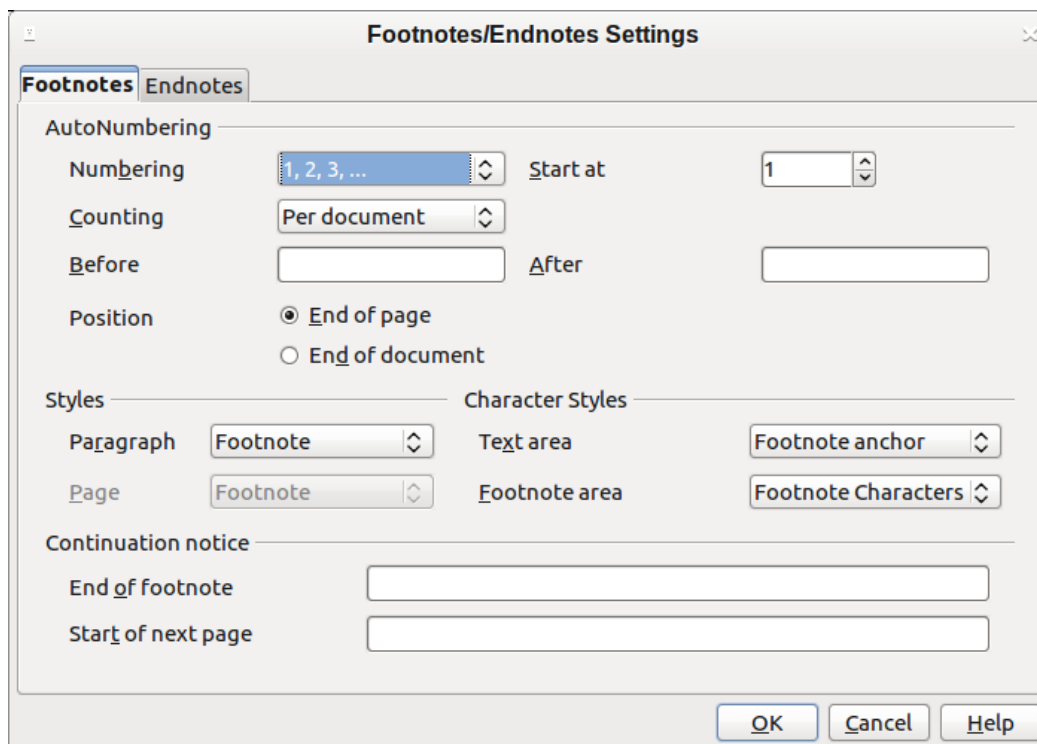 Footnotes/Endnotes Settings
Footnotes Endnotes
AutoNumbering
Numbering 1, 2, 3, ... Start at 1
Counting Per document
Before After
Position End of page
End of document
Styles Character Styles
Paragraph Footnote Text area Footnote anchor
Page Footnote Footnote area Footnote Characters
Continuation notice
End of footnote
Start of next page
OK Cancel Help